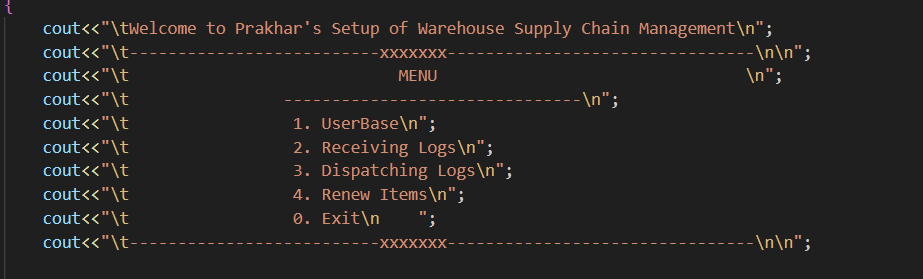 {
cout<<"\tWelcome to Prakhar's Setup of Warehouse Supply Chain Management\n";
cout<<"\t--------------------------xxxxxxx--------------------------------\n\n";
cout<<"\t                            MENU                                \n";
cout<<"\t                -------------------------------\n";
cout<<"\t                 1. UserBase\n";
cout<<"\t                 2. Receiving Logs\n";
cout<<"\t                 3. Dispatching Logs\n";
cout<<"\t                 4. Renew Items\n";
cout<<"\t                 0. Exit\n    ";
cout<<"\t--------------------------xxxxxxx--------------------------------\n\n";